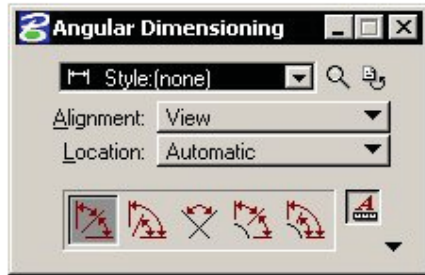 Angular Dimensioning
Style:(none)
Alignment: View
Location: Automatic
A